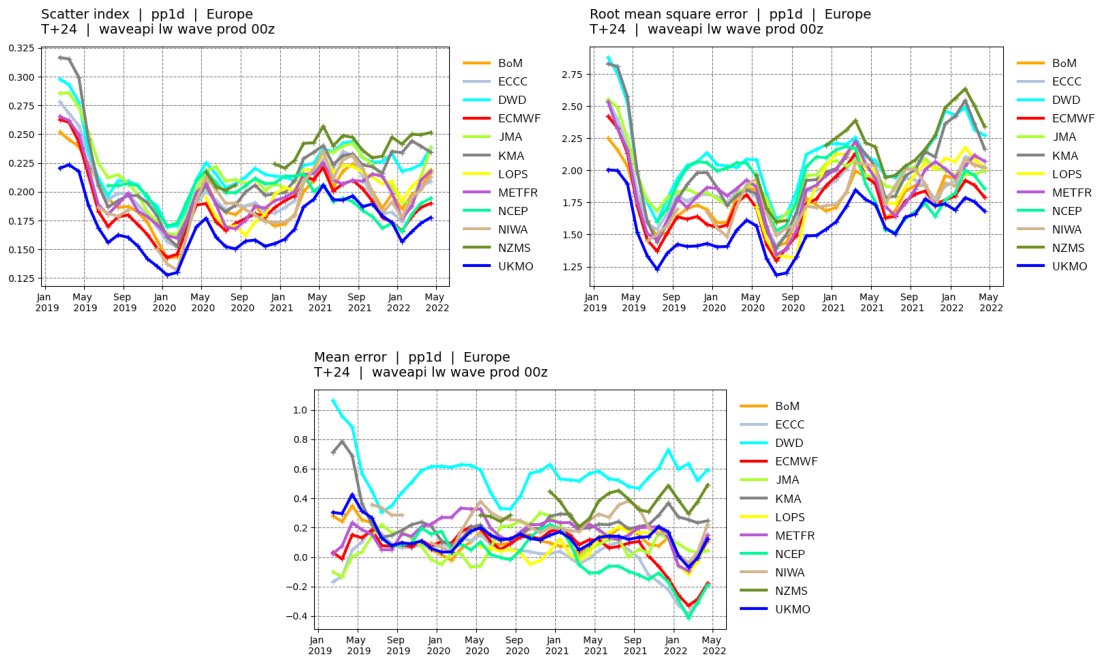 Scatter index | pp1d | Europe
T+24 | waveapi lw wave prod 00z
0.325
0.300
0.275
0.250
0.225
0.200
0.175
0.150
0.125
Jan 2019
May 2019
Sep 2019
Jan 2020
May 2020
Sep 2020
Jan 2021
May 2021
Sep 2021
Jan 2022
May 2022
BoM
ECCC
DWD
ECMWF
JMA
KMA
LOPS
METFR
NCEP
NIWA
NZMS
UKMO
Root mean square error | pp1d | Europe
T+24 | waveapi lw wave prod 00z
2.75
2.50
2.25
2.00
1.75
1.50
1.25
Jan 2019
May 2019
Sep 2019
Jan 2020
May 2020
Sep 2020
Jan 2021
May 2021
Sep 2021
Jan 2022
May 2022
BoM
ECCC
DWD
ECMWF
JMA
KMA
LOPS
METFR
NCEP
NIWA
NZMS
UKMO
Mean error | pp1d | Europe
T+24 | waveapi lw wave prod 00z
1.0
0.8
0.6
0.4
0.2
0.0
−0.2
−0.4
Jan 2019
May 2019
Sep 2019
Jan 2020
May 2020
Sep 2020
Jan 2021
May 2021
Sep 2021
Jan 2022
May 2022
BoM
ECCC
DWD
ECMWF
JMA
KMA
LOPS
METFR
NCEP
NIWA
NZMS
UKMO